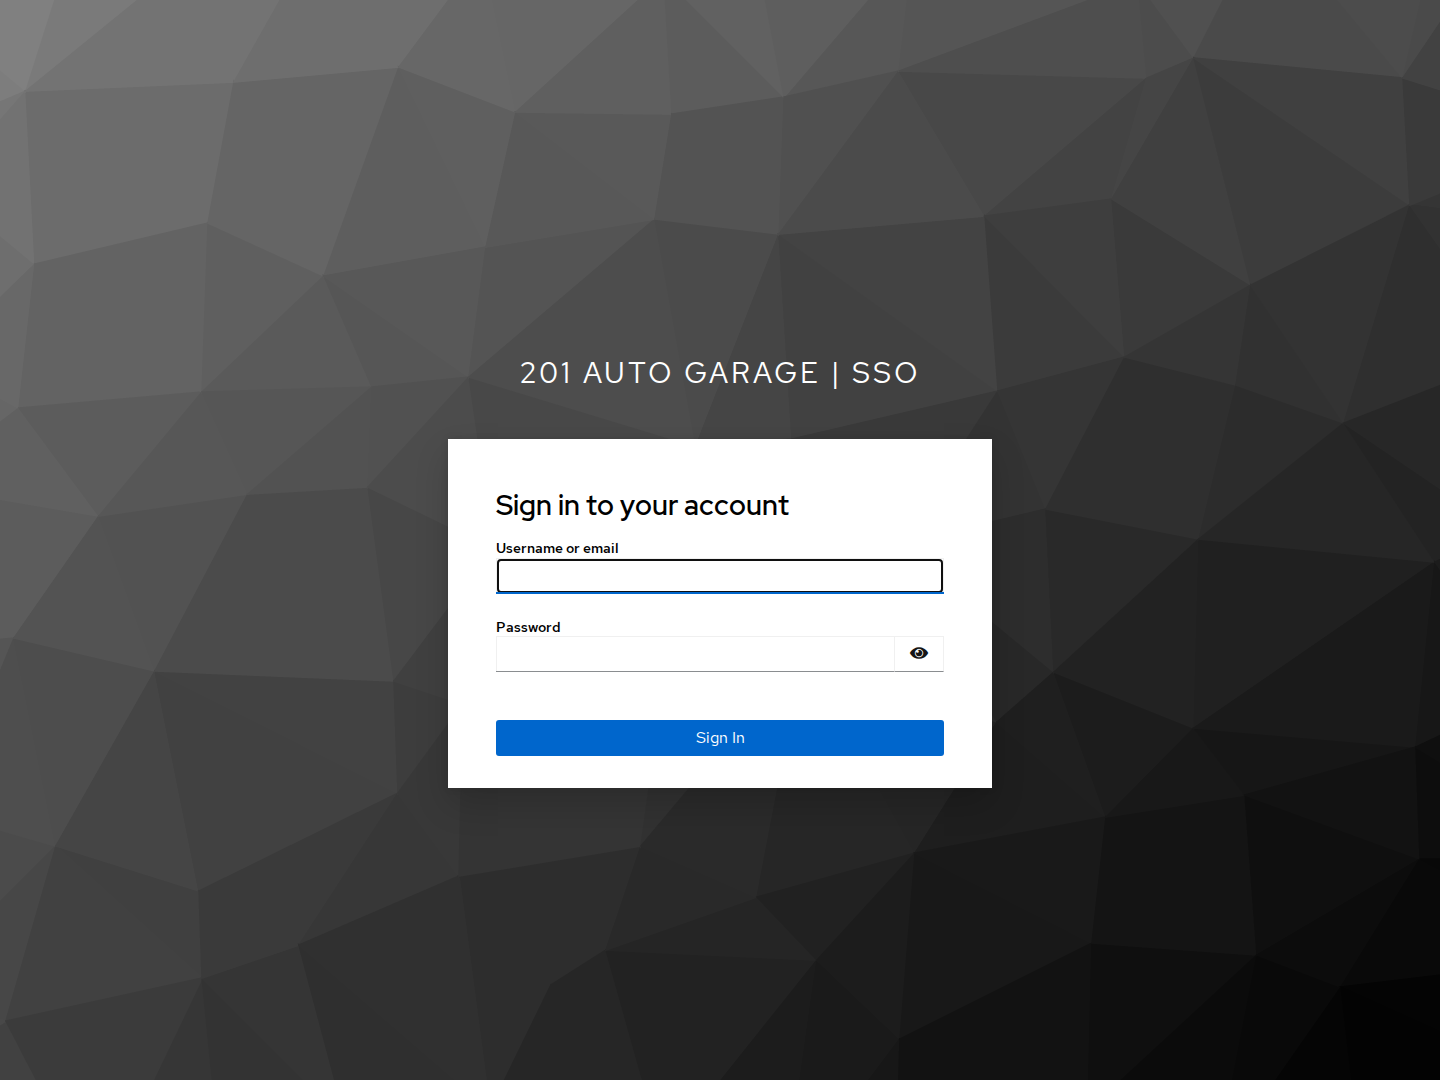 201 AUTO GARAGE | SSO
Sign in to your account
Username or email
Password
Sign In